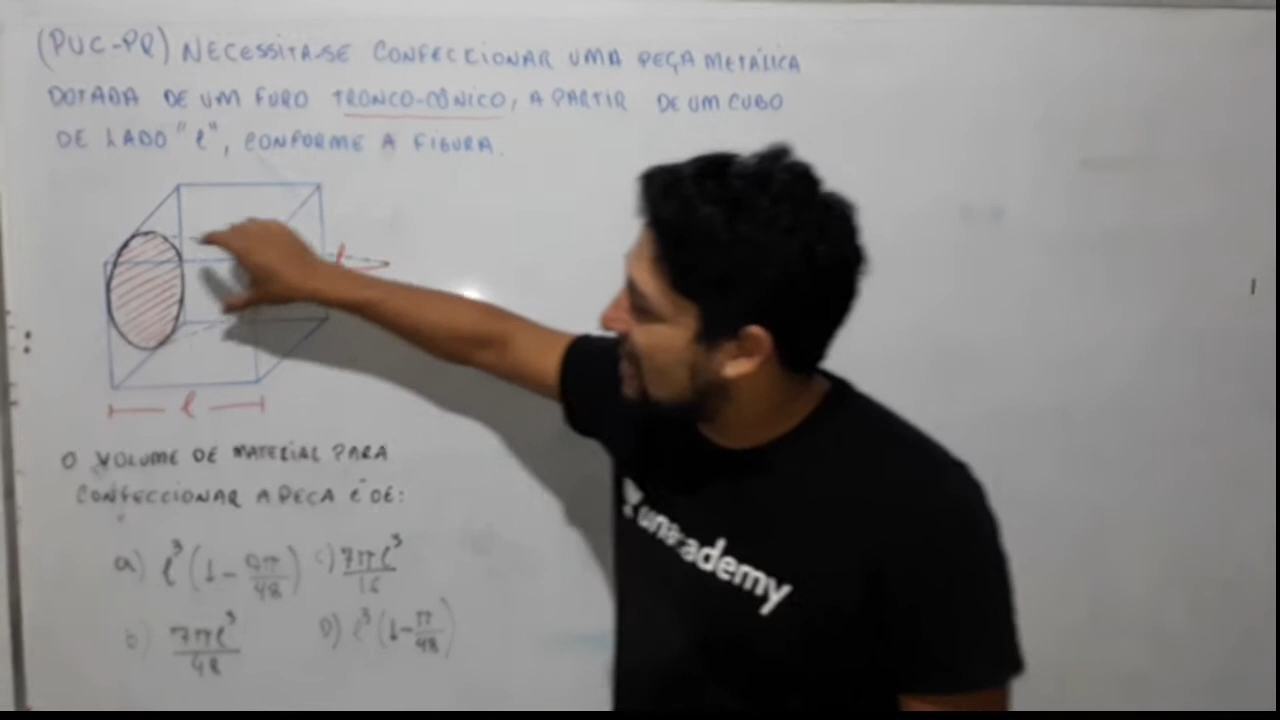 (PUC-PR) NECESSITA-SE CONFECCIONAR UMA PEÇA METÁLICA
DOTADA DE UM FURO TRONCO-CÔNICO, A PARTIR DE UM CUBO
DE LADO "ℓ", CONFORME A FIGURA.
ℓ
O VOLUME DE MATERIAL PARA
CONFECCIONAR A PEÇA É DE:
a) ℓ³(1 - π/48) c) 7πℓ³/16
b) 7πℓ³/48 D) ℓ³(1-π/48)
unacademy